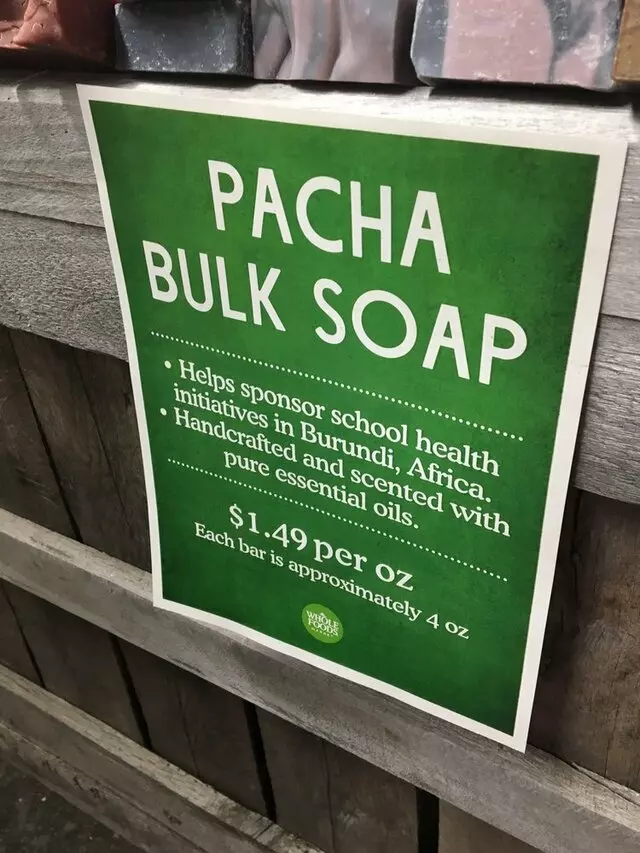 PACHA
BULK SOAP
• Helps sponsor school health
initiatives in Burundi, Africa.
• Handcrafted and scented with
pure essential oils.
$1.49 per oz
Each bar is approximately 4 oz
WHOLE
FOODS
MARKET